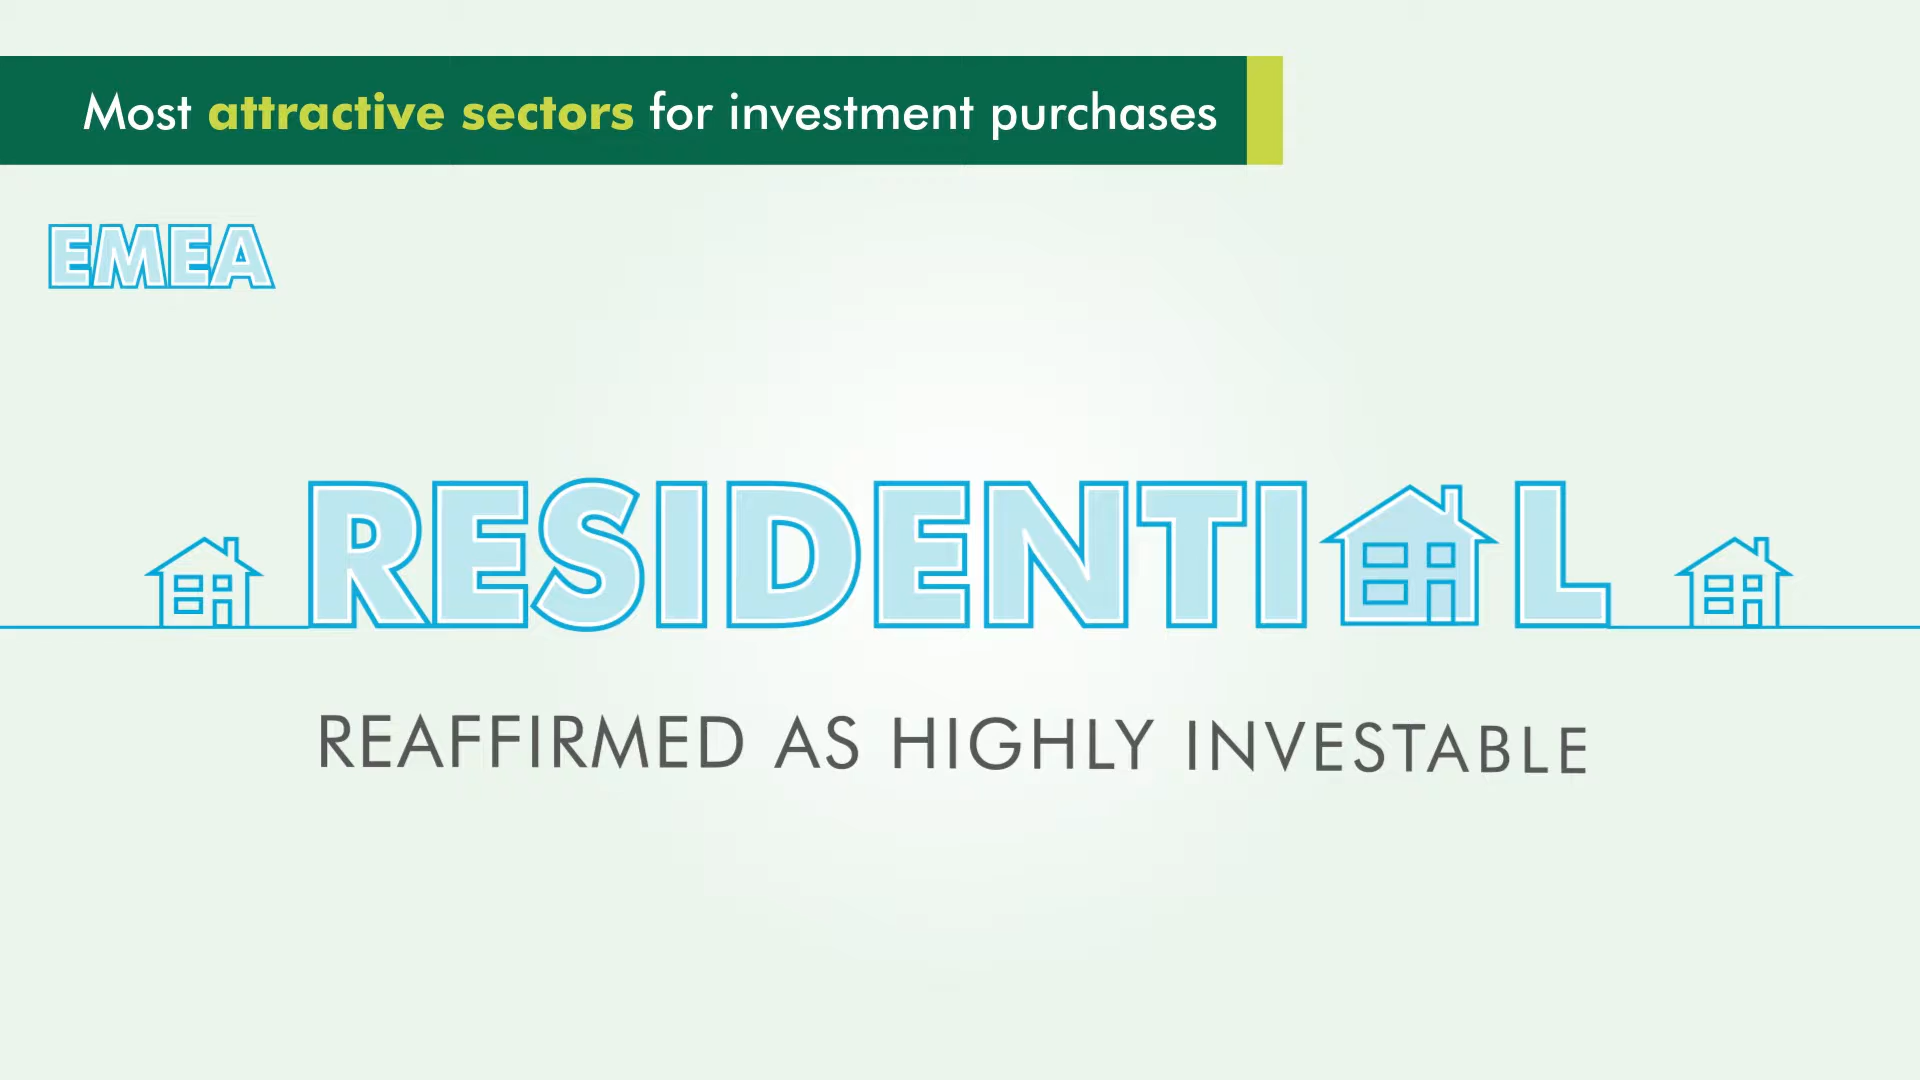 Most attractive sectors for investment purchases
EMEA
RESIDENTIAL
REAFFIRMED AS HIGHLY INVESTABLE